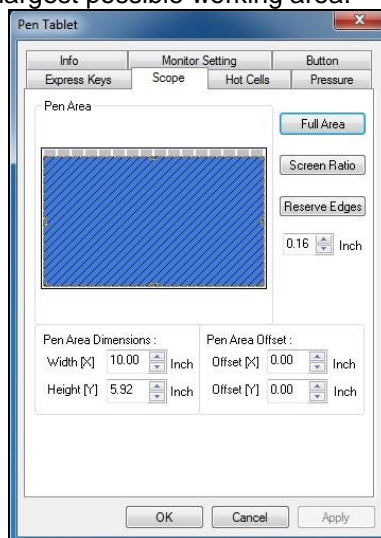 largest possible working area.
Pen Tablet
Info Monitor Setting Button
Express Keys Scope Hot Cells Pressure
Pen Area
Full Area
Screen Ratio
Reserve Edges
0.16 Inch
Pen Area Dimensions : Pen Area Offset :
Width [X] 10.00 Inch Offset [X] 0.00 Inch
Height [Y] 5.92 Inch Offset [Y] 0.00 Inch
OK Cancel Apply